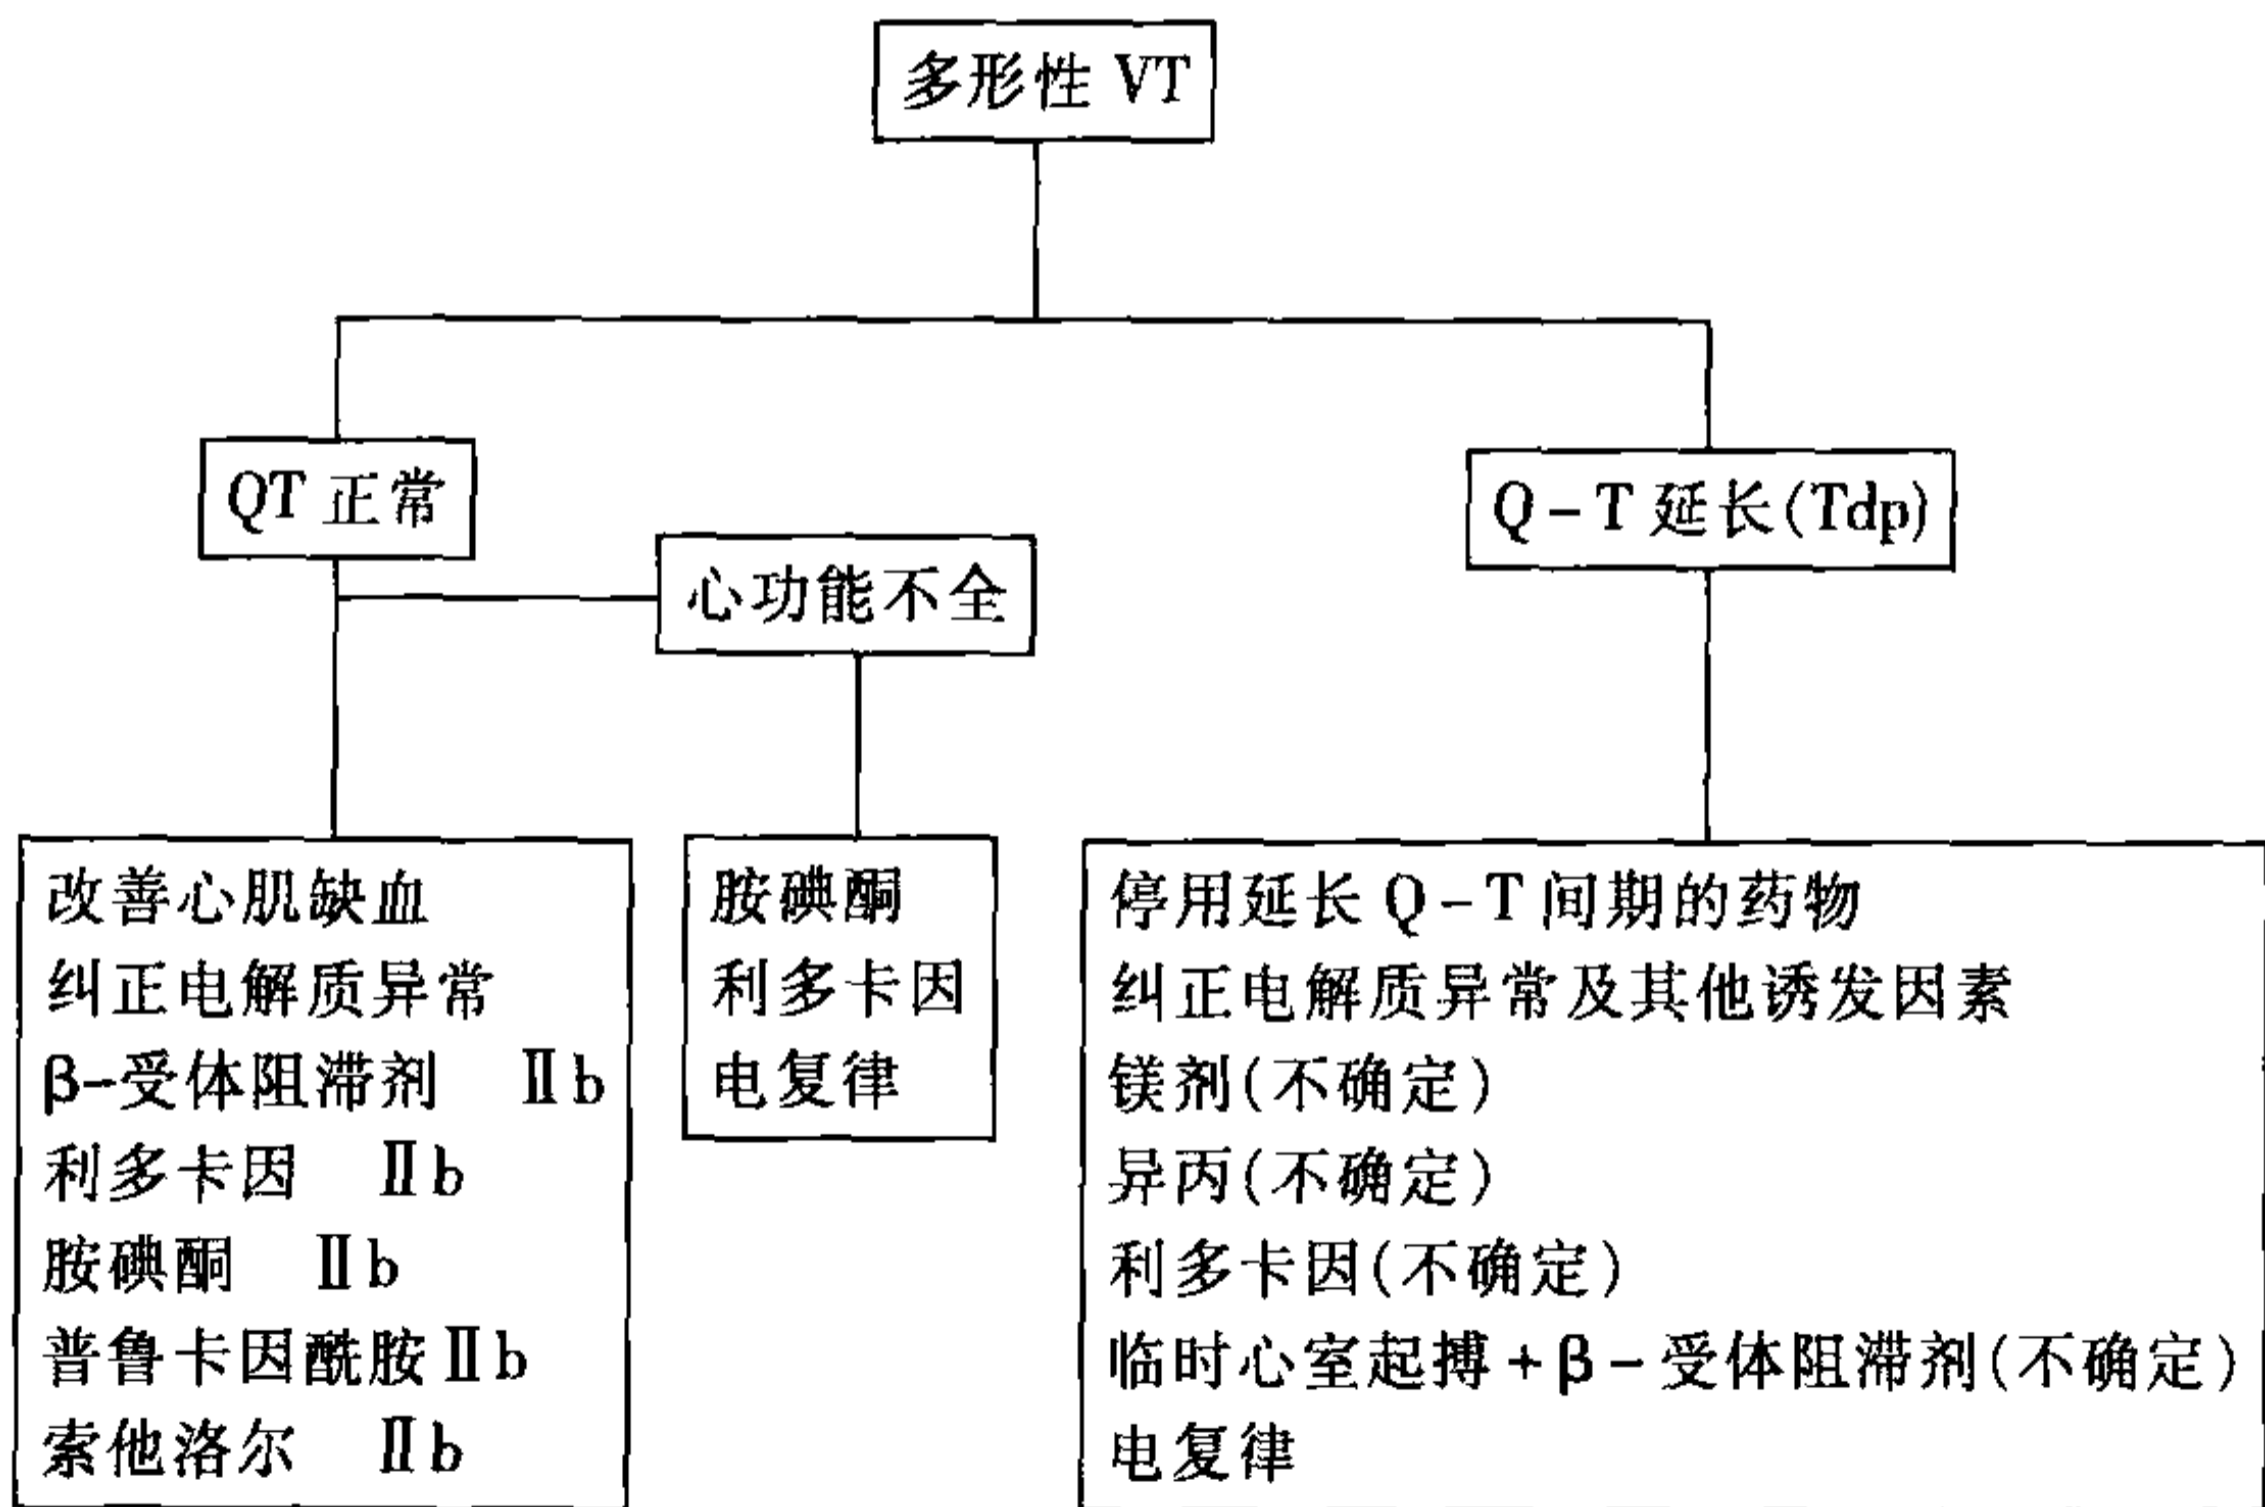 多形性 VT
QT 正常
心功能不全
Q-T 延长(Tdp)
改善心肌缺血
纠正电解质异常
β-受体阻滞剂 Ⅱb
利多卡因 Ⅱb
胺碘酮 Ⅱb
普鲁卡因酰胺Ⅱb
索他洛尔 Ⅱb
胺碘酮
利多卡因
电复律
停用延长 Q-T 间期的药物
纠正电解质异常及其他诱发因素
镁剂(不确定)
异丙(不确定)
利多卡因(不确定)
临时心室起搏+β-受体阻滞剂(不确定)
电复律